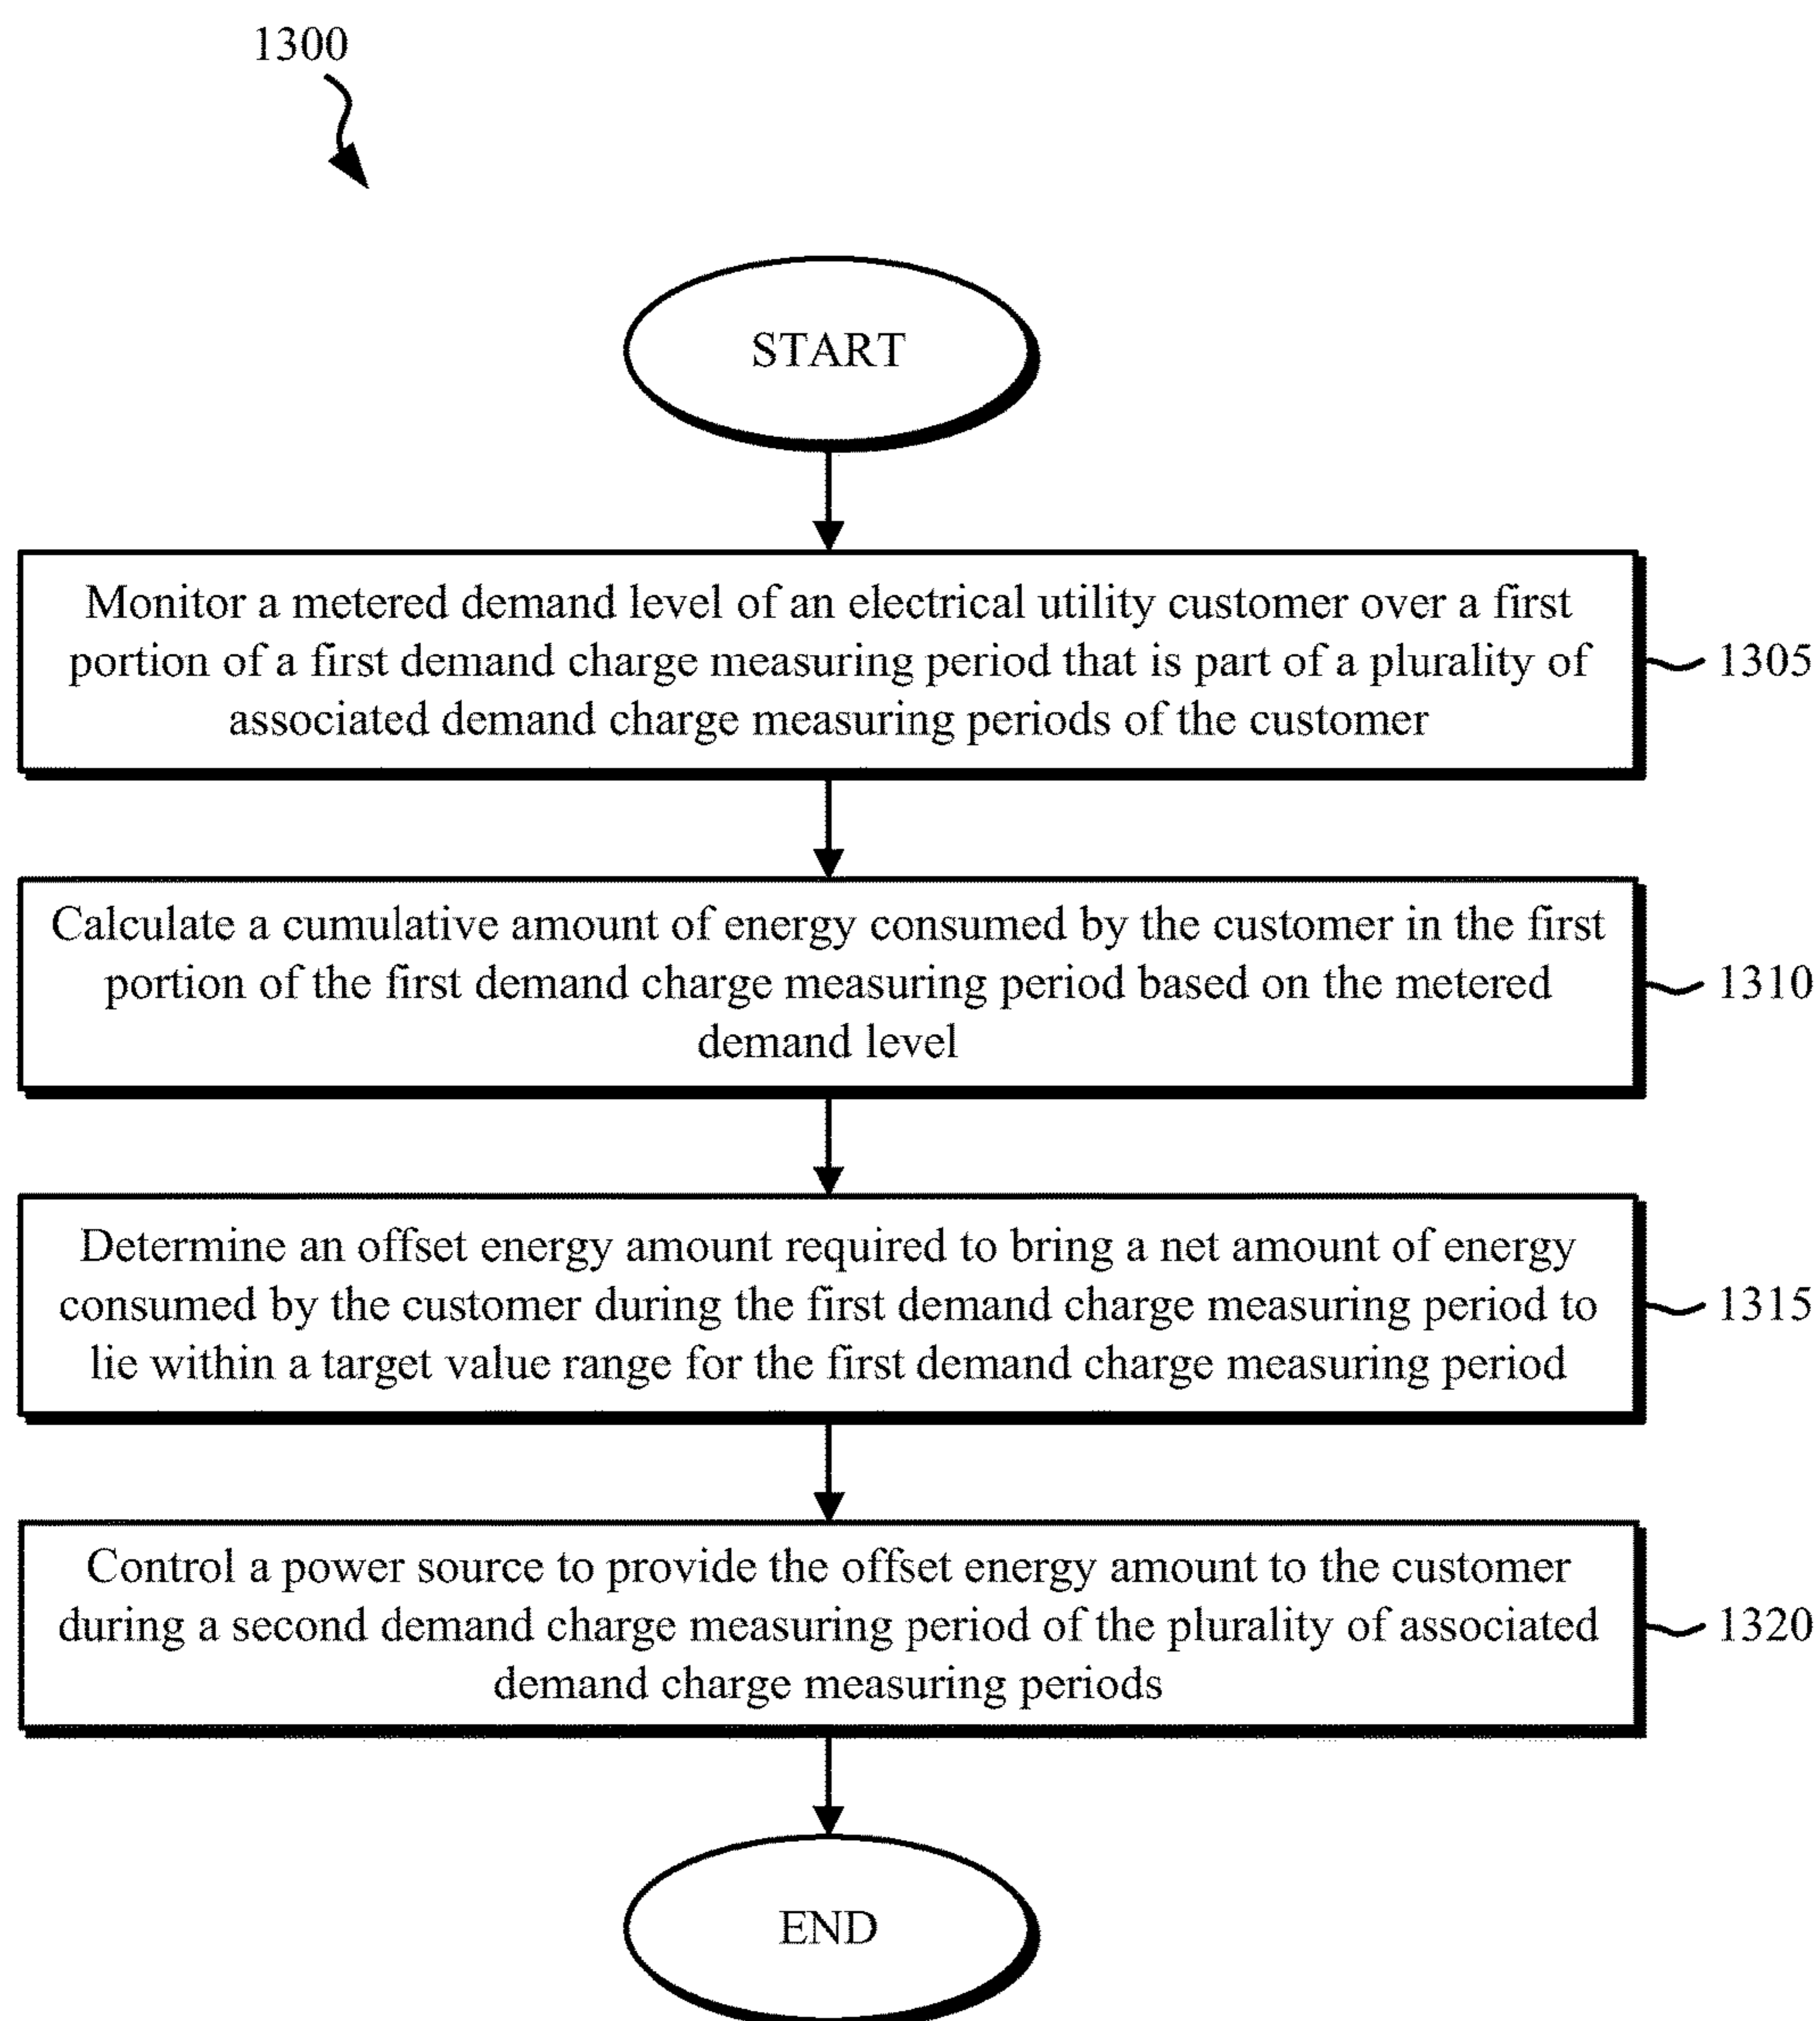 1300
START
Monitor a metered demand level of an electrical utility customer over a first
portion of a first demand charge measuring period that is part of a plurality of
associated demand charge measuring periods of the customer
1305
Calculate a cumulative amount of energy consumed by the customer in the first
portion of the first demand charge measuring period based on the metered
demand level
1310
Determine an offset energy amount required to bring a net amount of energy
consumed by the customer during the first demand charge measuring period to
lie within a target value range for the first demand charge measuring period
1315
Control a power source to provide the offset energy amount to the customer
during a second demand charge measuring period of the plurality of associated
demand charge measuring periods
1320
END